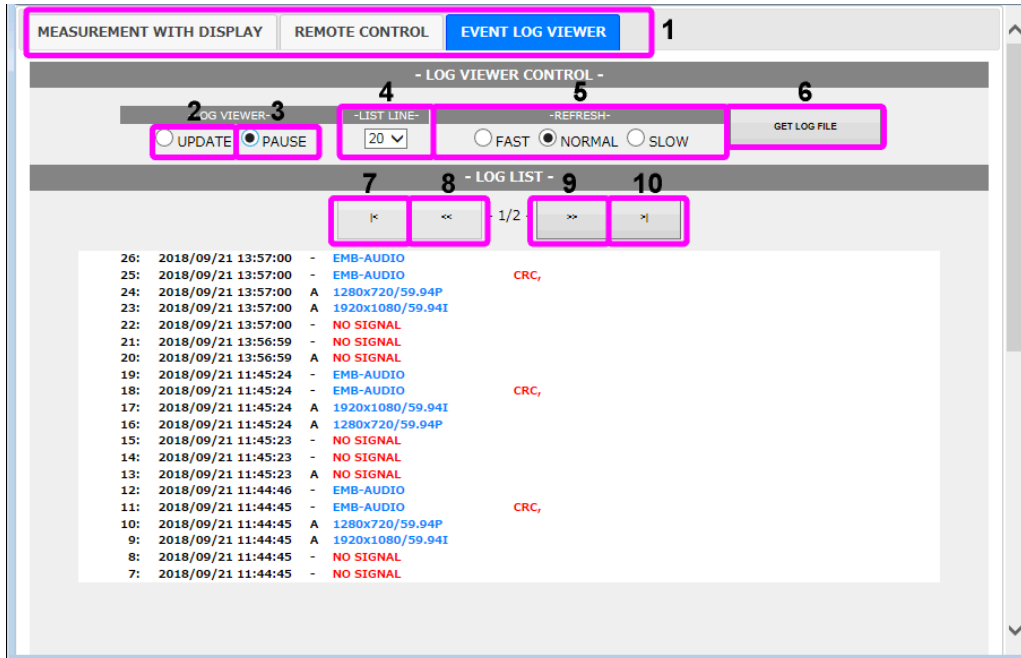 MEASUREMENT WITH DISPLAY REMOTE CONTROL EVENT LOG VIEWER 1
- LOG VIEWER CONTROL -
2 3 4 5 6
LOG VIEWER- -LIST LINE- -REFRESH- GET LOG FILE
UPDATE PAUSE 20 FAST NORMAL SLOW
- LOG LIST -
7 8 9 10
|< << - 1/2 - >> >|
26: 2018/09/21 13:57:00 - EMB-AUDIO
25: 2018/09/21 13:57:00 - EMB-AUDIO CRC,
24: 2018/09/21 13:57:00 A 1280x720/59.94P
23: 2018/09/21 13:57:00 A 1920x1080/59.94I
22: 2018/09/21 13:57:00 - NO SIGNAL
21: 2018/09/21 13:56:59 - NO SIGNAL
20: 2018/09/21 13:56:59 A NO SIGNAL
19: 2018/09/21 11:45:24 - EMB-AUDIO
18: 2018/09/21 11:45:24 - EMB-AUDIO CRC,
17: 2018/09/21 11:45:24 A 1920x1080/59.94I
16: 2018/09/21 11:45:24 A 1280x720/59.94P
15: 2018/09/21 11:45:23 - NO SIGNAL
14: 2018/09/21 11:45:23 - NO SIGNAL
13: 2018/09/21 11:45:23 A NO SIGNAL
12: 2018/09/21 11:44:46 - EMB-AUDIO
11: 2018/09/21 11:44:45 - EMB-AUDIO CRC,
10: 2018/09/21 11:44:45 A 1280x720/59.94P
9: 2018/09/21 11:44:45 A 1920x1080/59.94I
8: 2018/09/21 11:44:45 - NO SIGNAL
7: 2018/09/21 11:44:45 - NO SIGNAL